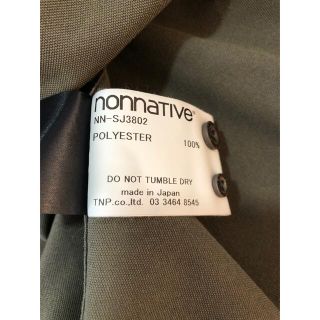 nonnative®
NN-SJ3802
POLYESTER 100%
DO NOT TUMBLE DRY
made in Japan
TNP.co,ltd. 03 3464 8545